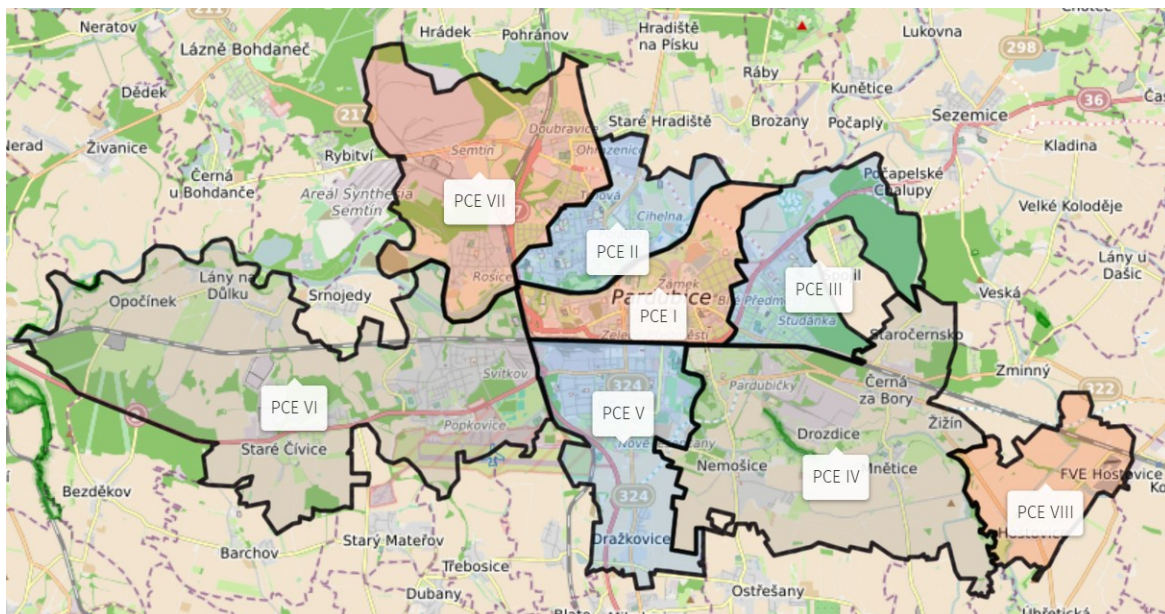 211
Neratov
Hrádek
Pohránov
Hradiště
na Písku
Lukovna
Lázně Bohdaneč
298
Ráby
Dědek
Kunětice
36
Staré Hradiště
Brozany
Počaply
Sezemice
Doubravice
Ohrazenice
Živanice
Rybitví
Semtín
Kladina
Černá
u Bohdanče
Areál Synthesia
Semtín
Počapelské
Chalupy
PCE VII
Cihelna
Velké Koloděje
PCE II
Lány na
Důlku
Rosice
Zámek
Lány u
Dašic
Opočínek
Srnojedy
Pardubice
PCE III
Veská
PCE I
Studánka
Staročernsko
Svítkov
324
Pardubičky
Černá
za Bory
Zminný
322
PCE VI
PCE V
Popkovice
Žižín
Drozdice
Staré Čívice
Nemošice
Mnětice
PCE IV
FVE Hostovice
Bezděkov
324
PCE VIII
Barchov
Starý Mateřov
Dražkovice
Třebosice
Dubany
Ostřešany